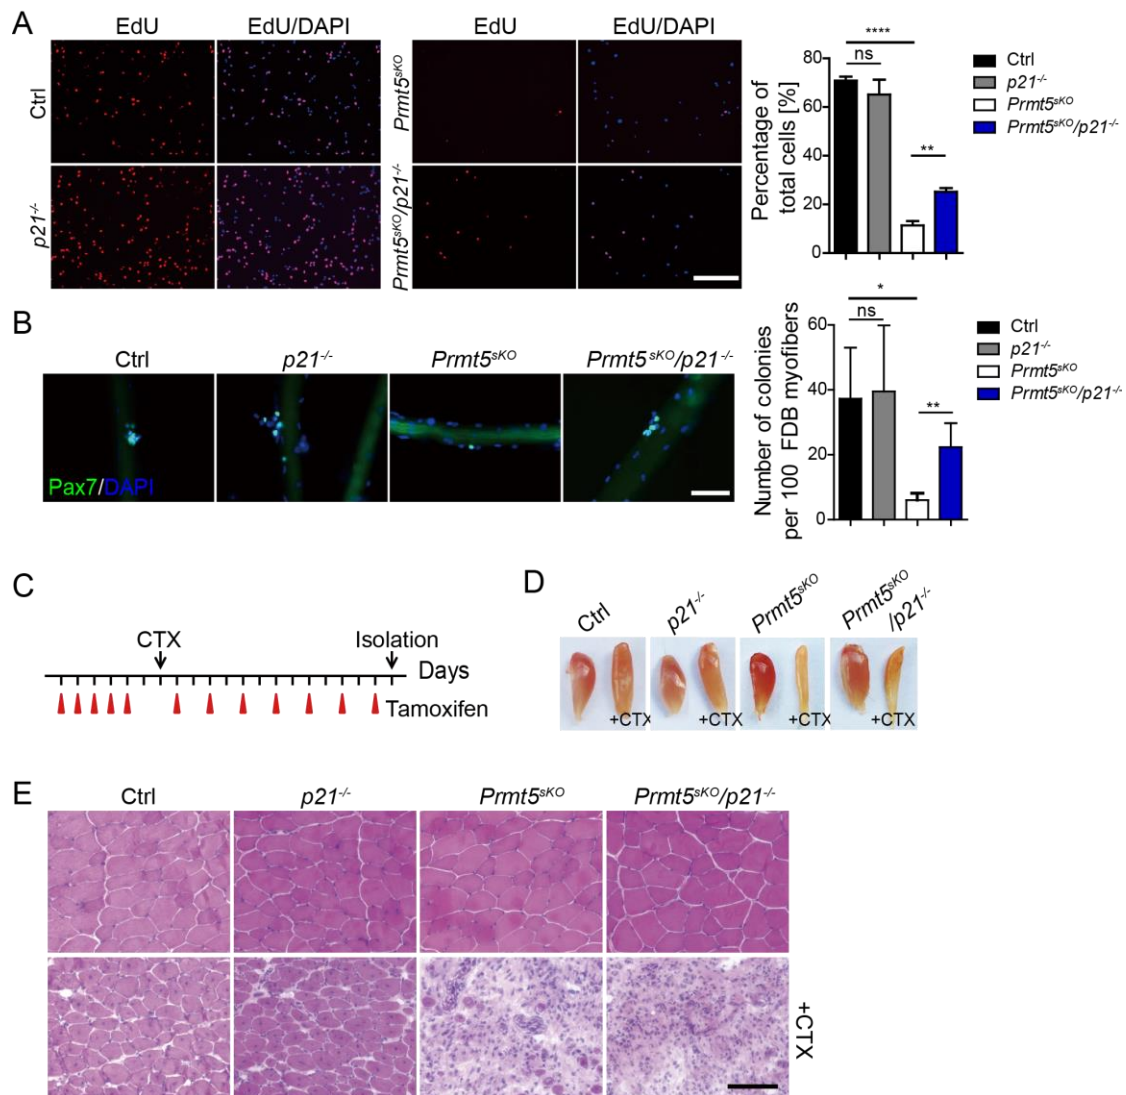 A
EdU EdU/DAPI EdU EdU/DAPI
Ctrl
p21-/-
Prmt5sKO
Prmt5sKO/p21-/-
Percentage of
total cells [%]
80
60
40
20
0
****
ns
**
Ctrl
p21-/-
Prmt5sKO
Prmt5sKO/p21-/-
B
Ctrl p21-/- Prmt5sKO Prmt5sKO/p21-/-
Pax7/DAPI
Number of colonies
per 100 FDB myofibers
60
40
20
0
*
ns
**
Ctrl
p21-/-
Prmt5sKO
Prmt5sKO/p21-/-
C
CTX Isolation
Days
Tamoxifen
D
Ctrl p21-/- Prmt5sKO Prmt5sKO
/p21-/-
+CTX +CTX +CTX +CTX
E
Ctrl p21-/- Prmt5sKO Prmt5sKO/p21-/-
+CTX